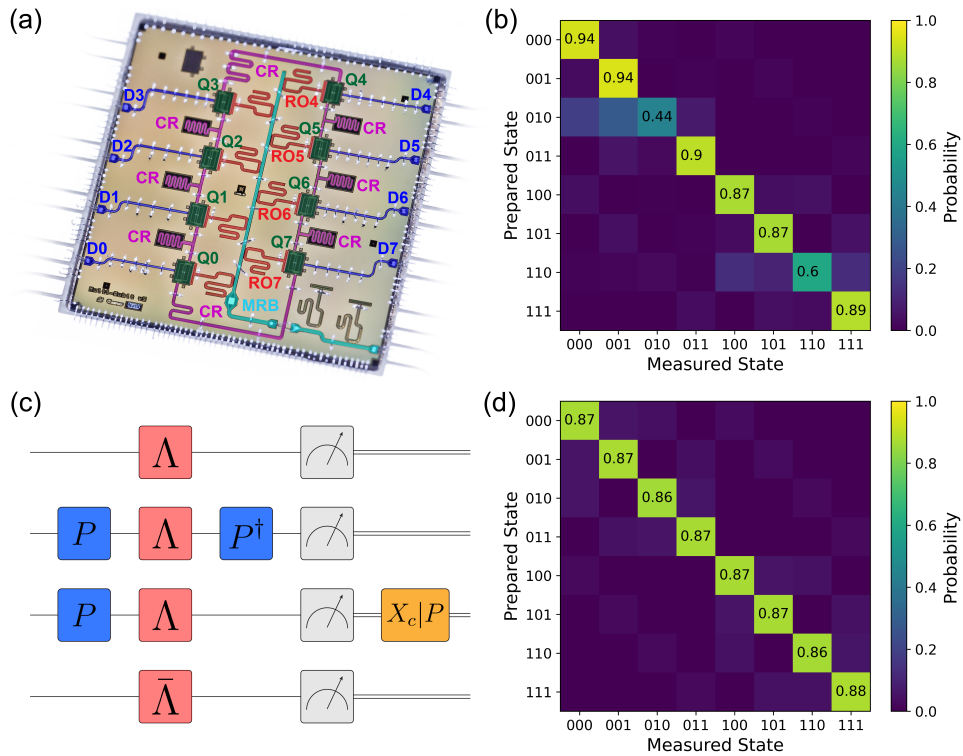 (a)
CR
Q3
Q4
D3
RO4
D4
CR
CR
Q2
Q5
D2
RO5
D5
CR
CR
Q1
Q6
D1
RO6
D6
CR
CR
Q0
Q7
D0
RO7
D7
CR
MRB
(b)
Prepared State
000
001
010
011
100
101
110
111
0.94
0.94
0.44
0.9
0.87
0.87
0.6
0.89
000 001 010 011 100 101 110 111
Measured State
1.0
0.8
0.6
0.4
0.2
0.0
Probability
(c)
Λ
P Λ P†
P Λ X_c|P
Λ̄
(d)
Prepared State
000
001
010
011
100
101
110
111
0.87
0.87
0.86
0.87
0.87
0.87
0.86
0.88
000 001 010 011 100 101 110 111
Measured State
1.0
0.8
0.6
0.4
0.2
0.0
Probability